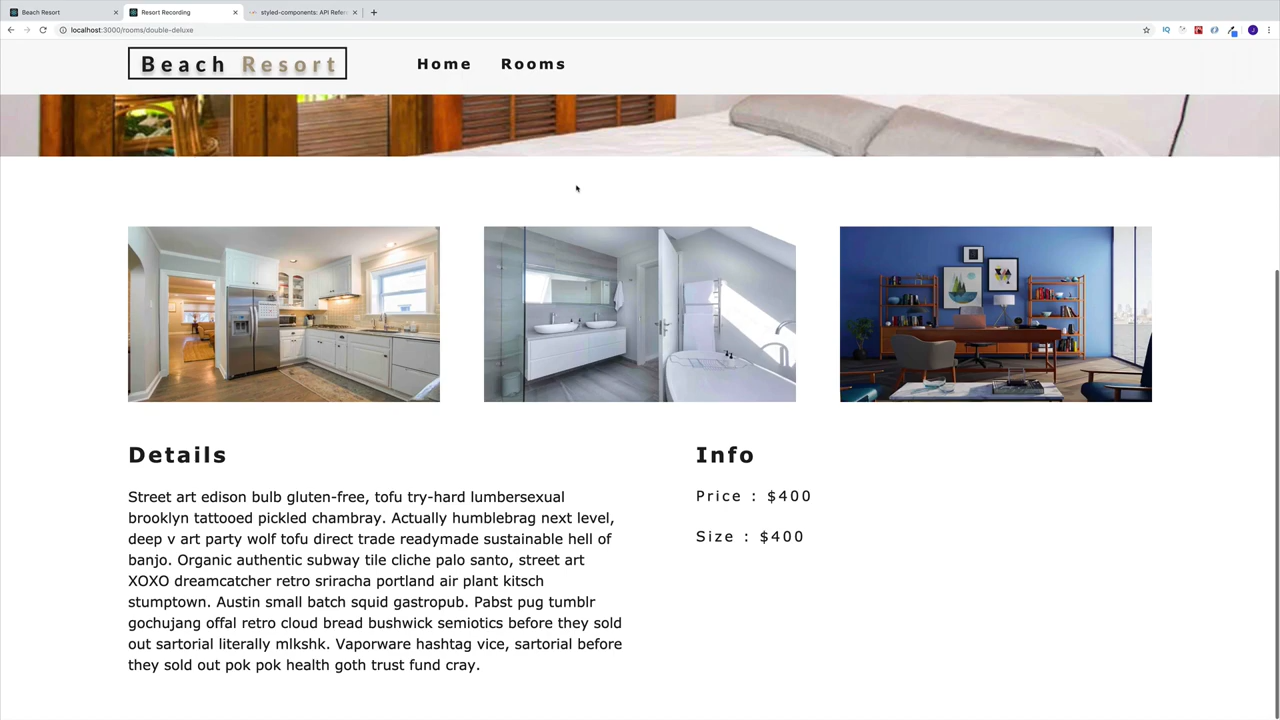 Beach Resort
Resort Recording
styled-components: API Refer
localhost:3000/rooms/double-deluxe
IQ
J
Beach Resort
Home
Rooms
Details
Street art edison bulb gluten-free, tofu try-hard lumbersexual
brooklyn tattooed pickled chambray. Actually humblebrag next level,
deep v art party wolf tofu direct trade readymade sustainable hell of
banjo. Organic authentic subway tile cliche palo santo, street art
XOXO dreamcatcher retro sriracha portland air plant kitsch
stumptown. Austin small batch squid gastropub. Pabst pug tumblr
gochujang offal retro cloud bread bushwick semiotics before they sold
out sartorial literally mlkshk. Vaporware hashtag vice, sartorial before
they sold out pok pok health goth trust fund cray.
Info
Price : $400
Size : $400